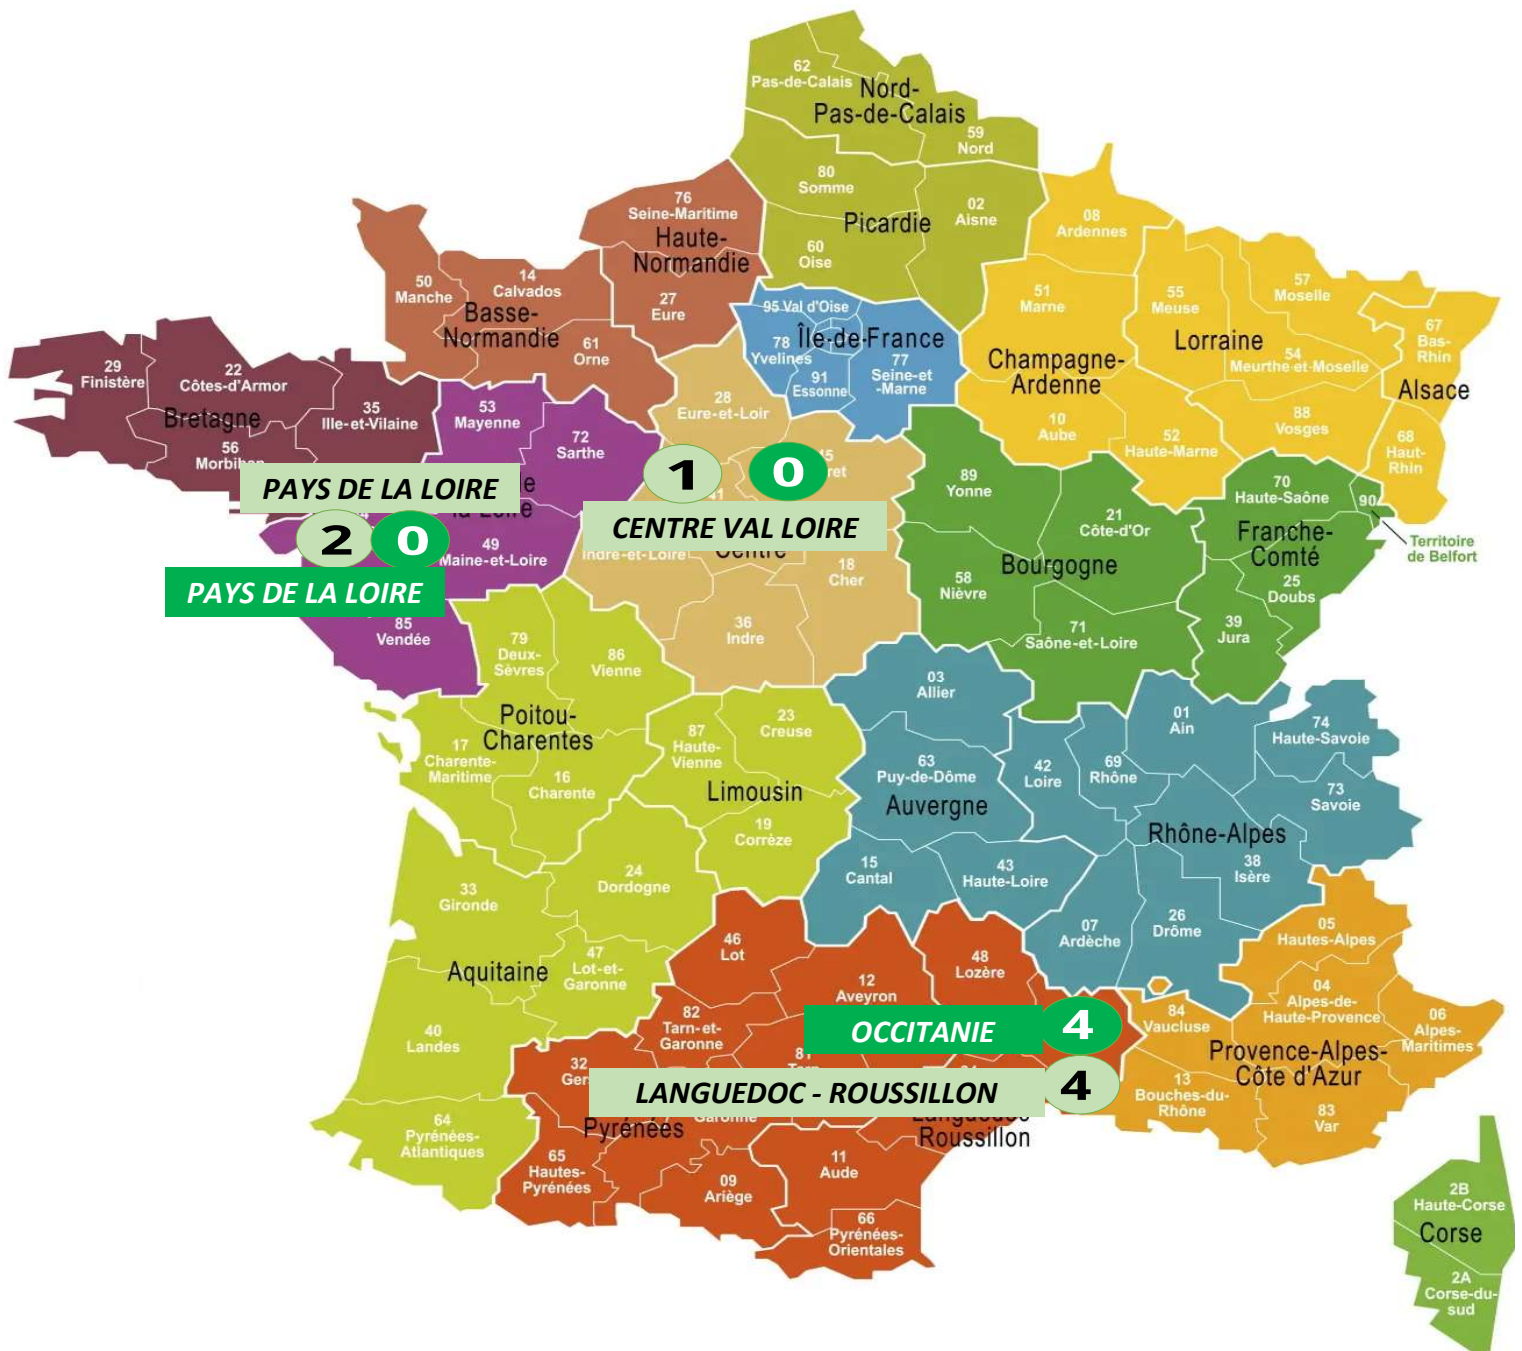 62
Pas-de-Calais
Nord-
Pas-de-Calais
59
Nord
80
Somme
02
Aisne
Picardie
60
Oise
76
Seine-Maritime
Haute-
Normandie
27
Eure
50
Manche
14
Calvados
Basse-
Normandie
61
Orne
08
Ardennes
51
Marne
Champagne-
Ardenne
10
Aube
52
Haute-Marne
55
Meuse
57
Moselle
Lorraine
54
Meurthe-et-Moselle
88
Vosges
67
Bas-
Rhin
Alsace
68
Haut-
Rhin
95 Val d'Oise
Île-de-France
78
Yvelines
91
Essonne
77
Seine-et
-Marne
29
Finistère
22
Côtes-d'Armor
Bretagne
35
Ille-et-Vilaine
56
Morbihan
53
Mayenne
72
Sarthe
PAYS DE LA LOIRE
la Loire
2 0
49
Maine-et-Loire
PAYS DE LA LOIRE
85
Vendée
28
Eure-et-Loir
1 0
41
CENTRE VAL LOIRE
Indre-et-Loire
Centre
18
Cher
36
Indre
89
Yonne
21
Côte-d'Or
Bourgogne
58
Nièvre
71
Saône-et-Loire
70
Haute-Saône
90
Territoire
de Belfort
Franche-
Comté
25
Doubs
39
Jura
79
Deux-
Sèvres
86
Vienne
Poitou-
Charentes
17
Charente-
Maritime
16
Charente
87
Haute-
Vienne
23
Creuse
Limousin
19
Corrèze
03
Allier
63
Puy-de-Dôme
Auvergne
15
Cantal
43
Haute-Loire
42
Loire
69
Rhône
01
Ain
74
Haute-Savoie
73
Savoie
Rhône-Alpes
38
Isère
07
Ardèche
26
Drôme
24
Dordogne
33
Gironde
Aquitaine
47
Lot-et-
Garonne
40
Landes
64
Pyrénées-
Atlantiques
46
Lot
12
Aveyron
48
Lozère
82
Tarn-et-
Garonne
32
Gers
81
Tarn
OCCITANIE 4
LANGUEDOC - ROUSSILLON 4
Garonne
Pyrénées
Languedoc
Roussillon
65
Hautes-
Pyrénées
09
Ariège
11
Aude
66
Pyrénées-
Orientales
05
Hautes-Alpes
04
Alpes-de-
Haute-Provence
06
Alpes-
Maritimes
84
Vaucluse
Provence-Alpes-
Côte d'Azur
13
Bouches-du-
Rhône
83
Var
2B
Haute-Corse
Corse
2A
Corse-du-
sud